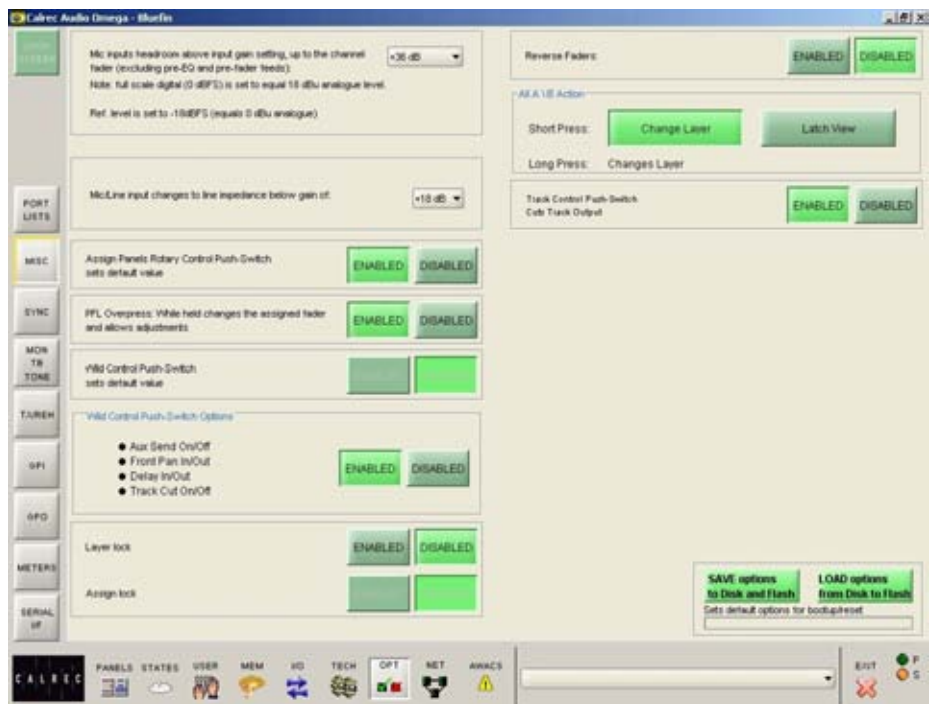 Calrec Audio Omega - Bluefin
Mic inputs headroom above input gain setting, up to the channel
fader (excluding pre-EQ and pre-fader feeds)
Note: full scale digital (0 dBFS) is set to equal 18 dBu analogue level.
Ref. level is set to -18dBFS (equals 0 dBu analogue)
+36 dB
Mic/Line input changes to line impedance below gain of:
+18 dB
Assign Panels Rotary Control Push-Switch
sets default value
ENABLED DISABLED
PFL Overpress: While held changes the assigned fader
and allows adjustments
ENABLED DISABLED
Wild Control Push-Switch
sets default value
Wild Control Push-Switch Options
● Aux Send On/Off
● Front Pan In/Out
● Delay In/Out
● Track Cut On/Off
ENABLED DISABLED
Layer lock
ENABLED DISABLED
Assign lock
Reverse Faders:
ENABLED DISABLED
All A \ B Action
Short Press: Change Layer Latch View
Long Press: Changes Layer
Track Control Push-Switch
Cuts Track Output
ENABLED DISABLED
SAVE options
to Disk and Flash
LOAD options
from Disk to Flash
Sets default options for bootup/reset
PORT
LISTS
MISC
SYNC
MON
TB
TONE
TX/REH
GPI
GPO
METERS
SERIAL
I/F
CALREC
PANELS STATES USER MEM I/O TECH OPT NET AWACS
EXIT
P
S